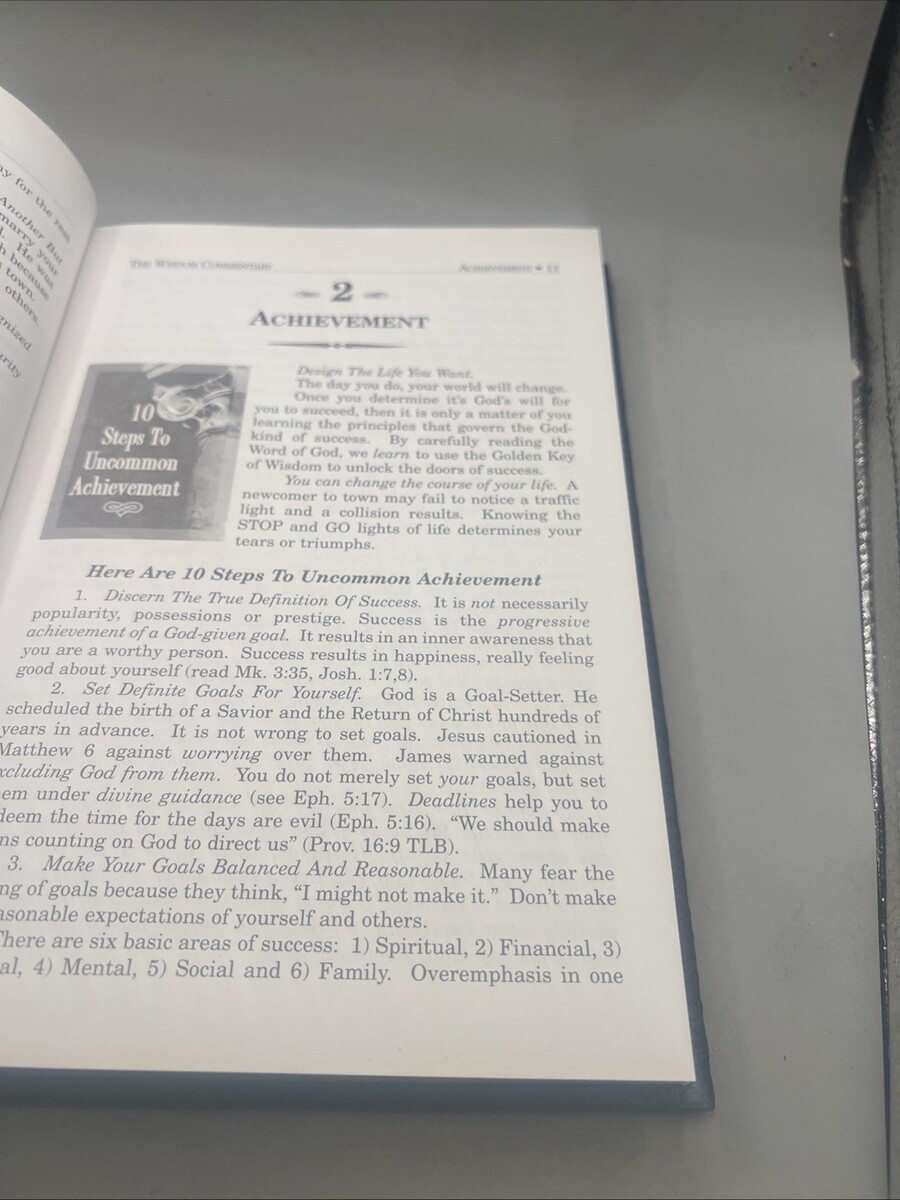 ay for the rest
Another But
marry your
d. He was
h because
s town.
others.
gnized
rity
The Wisdom Commentary
Achievement ★ 11
2
Achievement
10
Steps To
Uncommon
Achievement
Design The Life You Want.
The day you do, your world will change.
Once you determine it's God's will for
you to succeed, then it is only a matter of you
learning the principles that govern the God-
kind of success. By carefully reading the
Word of God, we learn to use the Golden Key
of Wisdom to unlock the doors of success.
You can change the course of your life. A
newcomer to town may fail to notice a traffic
light and a collision results. Knowing the
STOP and GO lights of life determines your
tears or triumphs.
Here Are 10 Steps To Uncommon Achievement
1. Discern The True Definition Of Success. It is not necessarily
popularity, possessions or prestige. Success is the progressive
achievement of a God-given goal. It results in an inner awareness that
you are a worthy person. Success results in happiness, really feeling
good about yourself (read Mk. 3:35, Josh. 1:7,8).
2. Set Definite Goals For Yourself. God is a Goal-Setter. He
scheduled the birth of a Savior and the Return of Christ hundreds of
years in advance. It is not wrong to set goals. Jesus cautioned in
Matthew 6 against worrying over them. James warned against
xcluding God from them. You do not merely set your goals, but set
em under divine guidance (see Eph. 5:17). Deadlines help you to
deem the time for the days are evil (Eph. 5:16). “We should make
ns counting on God to direct us” (Prov. 16:9 TLB).
3. Make Your Goals Balanced And Reasonable. Many fear the
ng of goals because they think, “I might not make it.” Don't make
asonable expectations of yourself and others.
There are six basic areas of success: 1) Spiritual, 2) Financial, 3)
al, 4) Mental, 5) Social and 6) Family. Overemphasis in one